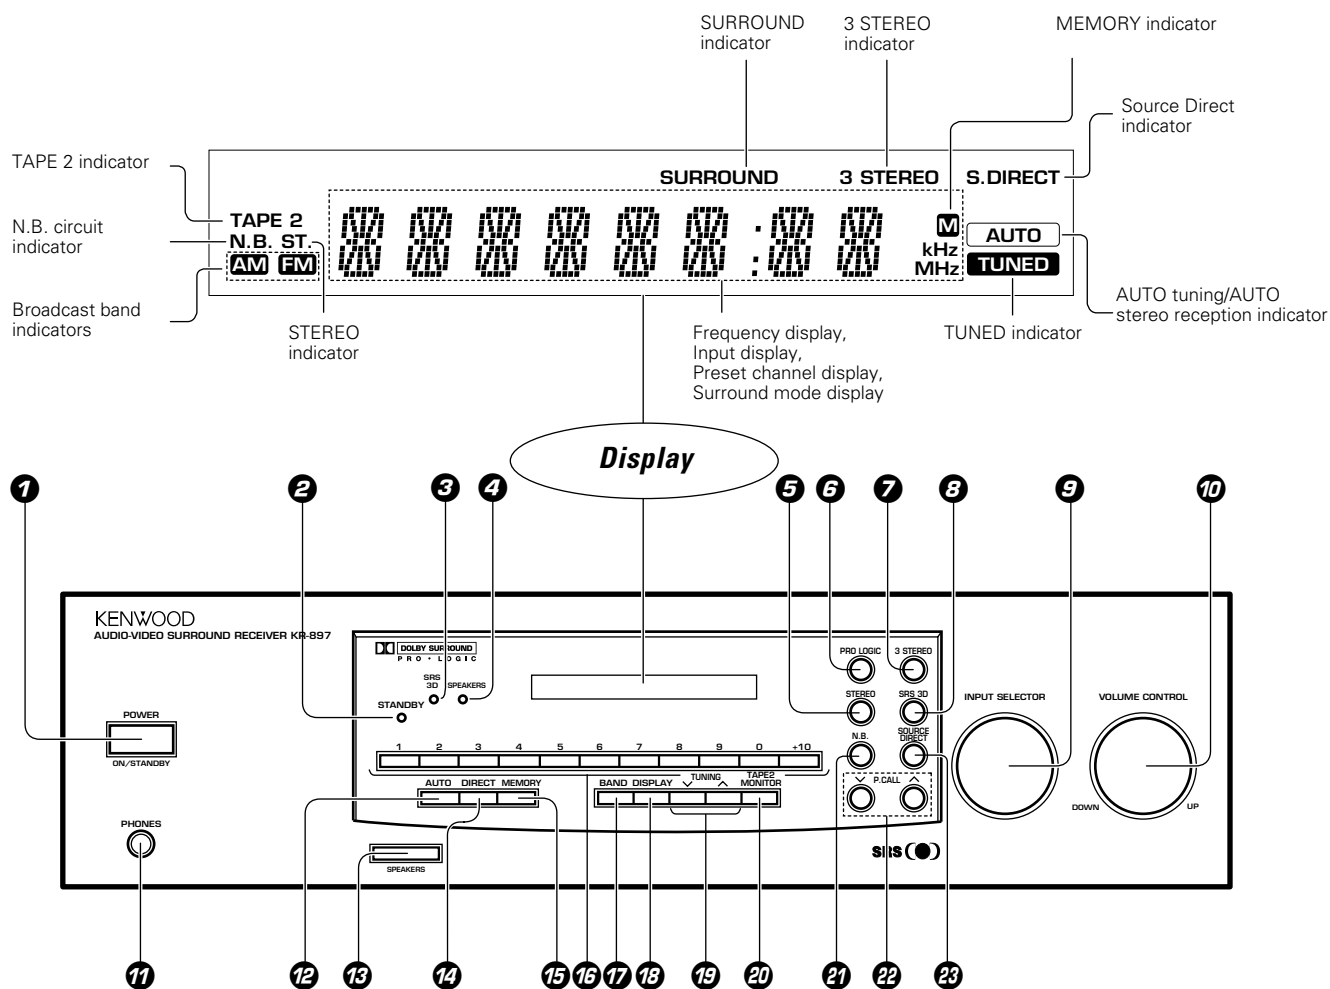 SURROUND
indicator
3 STEREO
indicator
MEMORY indicator
Source Direct
indicator
TAPE 2 indicator
N.B. circuit
indicator
Broadcast band
indicators
SURROUND 3 STEREO S.DIRECT
TAPE 2
N.B. ST.
AM FM
M
kHz
MHz
AUTO
TUNED
STEREO
indicator
Frequency display,
Input display,
Preset channel display,
Surround mode display
TUNED indicator
AUTO tuning/AUTO
stereo reception indicator
Display
1 2 3 4 5 6 7 8 9 10
KENWOOD
AUDIO-VIDEO SURROUND RECEIVER KR-897
DOLBY SURROUND
PRO • LOGIC
SRS
3D
SPEAKERS
STANDBY
POWER
ON/STANDBY
PHONES
PRO LOGIC
3 STEREO
STEREO
SRS 3D
N.B.
SOURCE
DIRECT
P.CALL
INPUT SELECTOR
VOLUME CONTROL
DOWN
UP
1 2 3 4 5 6 7 8 9 0 +10
AUTO DIRECT MEMORY
BAND DISPLAY
TUNING
TAPE2
MONITOR
SPEAKERS
SRS
11 12 13 14 15 16 17 18 19 20 21 22 23